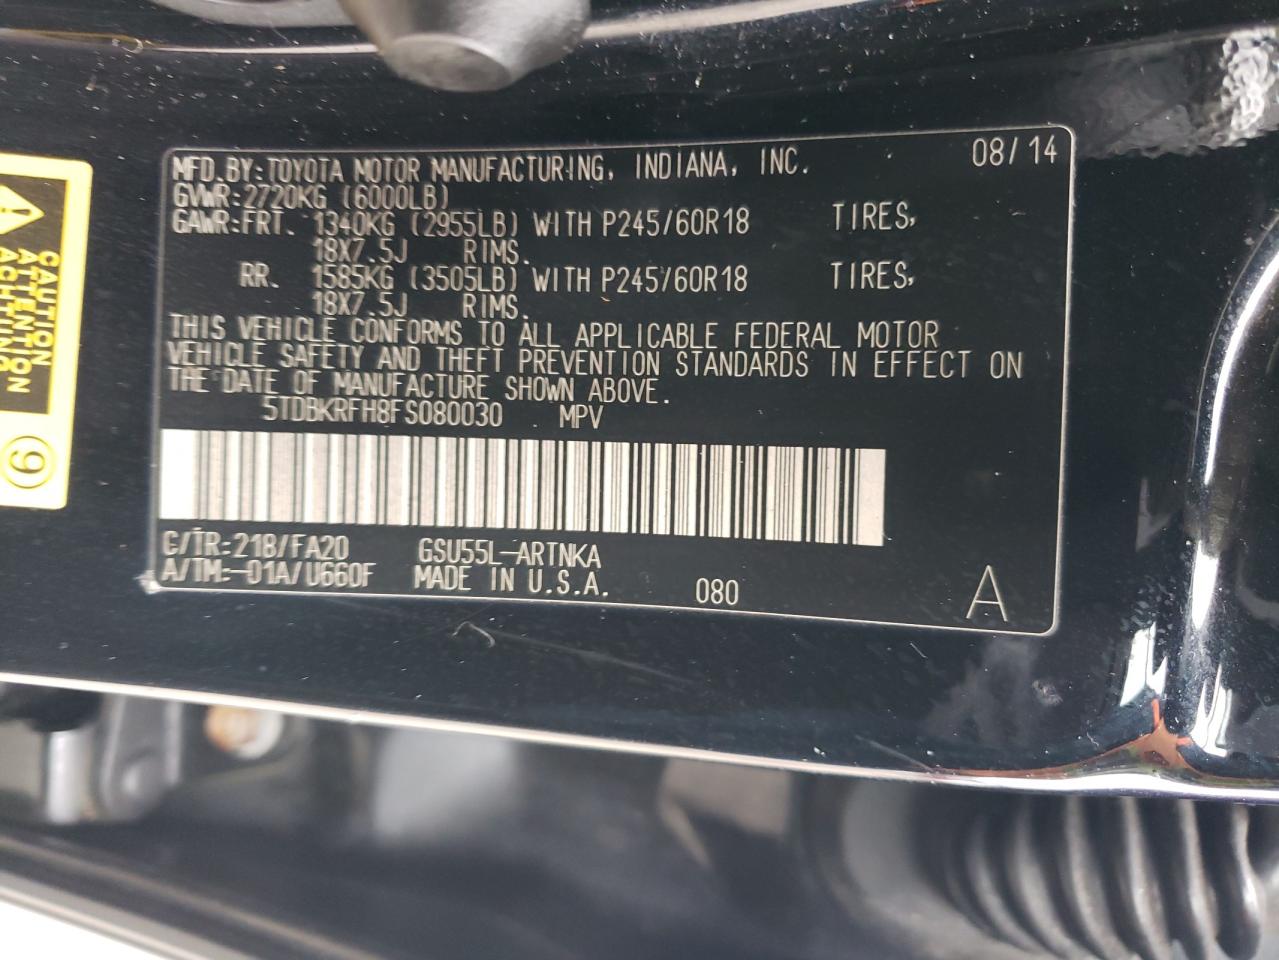 MFD.BY:TOYOTA MOTOR MANUFACTURING, INDIANA, INC. 08/14
GVWR:2720KG (6000LB)
GAWR:FRT. 1340KG (2955LB) WITH P245/60R18 TIRES,
18X7.5J RIMS.
RR. 1585KG (3505LB) WITH P245/60R18 TIRES,
18X7.5J RIMS.
THIS VEHICLE CONFORMS TO ALL APPLICABLE FEDERAL MOTOR
VEHICLE SAFETY AND THEFT PREVENTION STANDARDS IN EFFECT ON
THE DATE OF MANUFACTURE SHOWN ABOVE.
5TDBKRFH8FS080030 MPV
C/TR:218/FA20 GSU55L-ARTNKA
A/TM:-01A/U660F MADE IN U.S.A. 080 A
CAUTION
ATTENTION
ACHTUNG
9